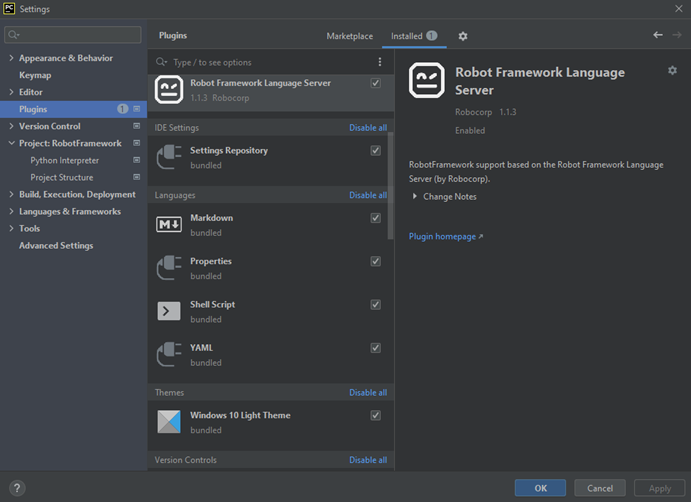 PC
Settings
Appearance & Behavior
Keymap
Editor
Plugins 1
Version Control
Project: RobotFramework
Python Interpreter
Project Structure
Build, Execution, Deployment
Languages & Frameworks
Tools
Advanced Settings
Plugins
Marketplace
Installed 1
Type / to see options
Robot Framework Language Server
1.1.3 Robocorp
IDE Settings Disable all
Settings Repository
bundled
Languages Disable all
M
Markdown
bundled
Properties
bundled
Shell Script
bundled
YAML
bundled
Themes Disable all
Windows 10 Light Theme
bundled
Version Controls Disable all
Robot Framework Language
Server
Robocorp 1.1.3
Enabled
RobotFramework support based on the Robot Framework Language
Server (by Robocorp).
Change Notes
Plugin homepage
?
OK
Cancel
Apply